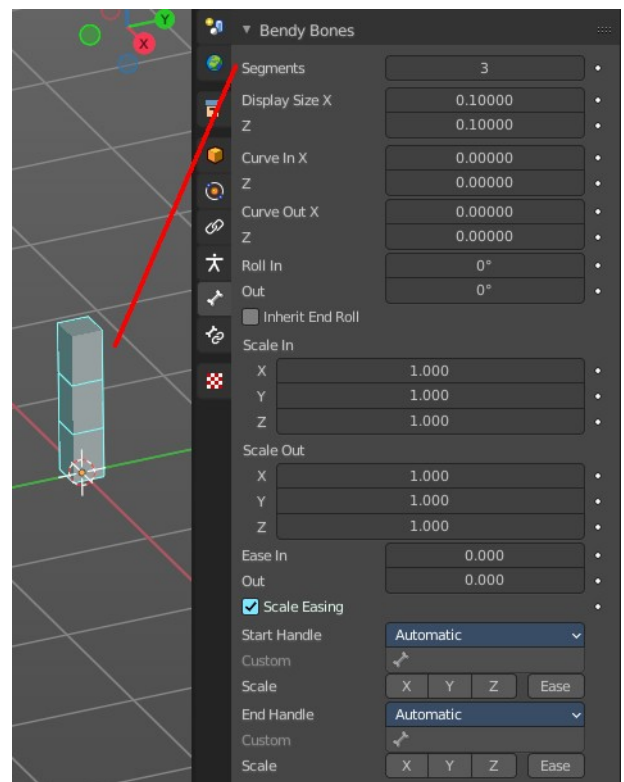 Y
X
Bendy Bones
Segments 3
Display Size X 0.10000
Z 0.10000
Curve In X 0.00000
Z 0.00000
Curve Out X 0.00000
Z 0.00000
Roll In 0°
Out 0°
Inherit End Roll
Scale In
X 1.000
Y 1.000
Z 1.000
Scale Out
X 1.000
Y 1.000
Z 1.000
Ease In 0.000
Out 0.000
Scale Easing
Start Handle Automatic
Custom
Scale X Y Z Ease
End Handle Automatic
Custom
Scale X Y Z Ease